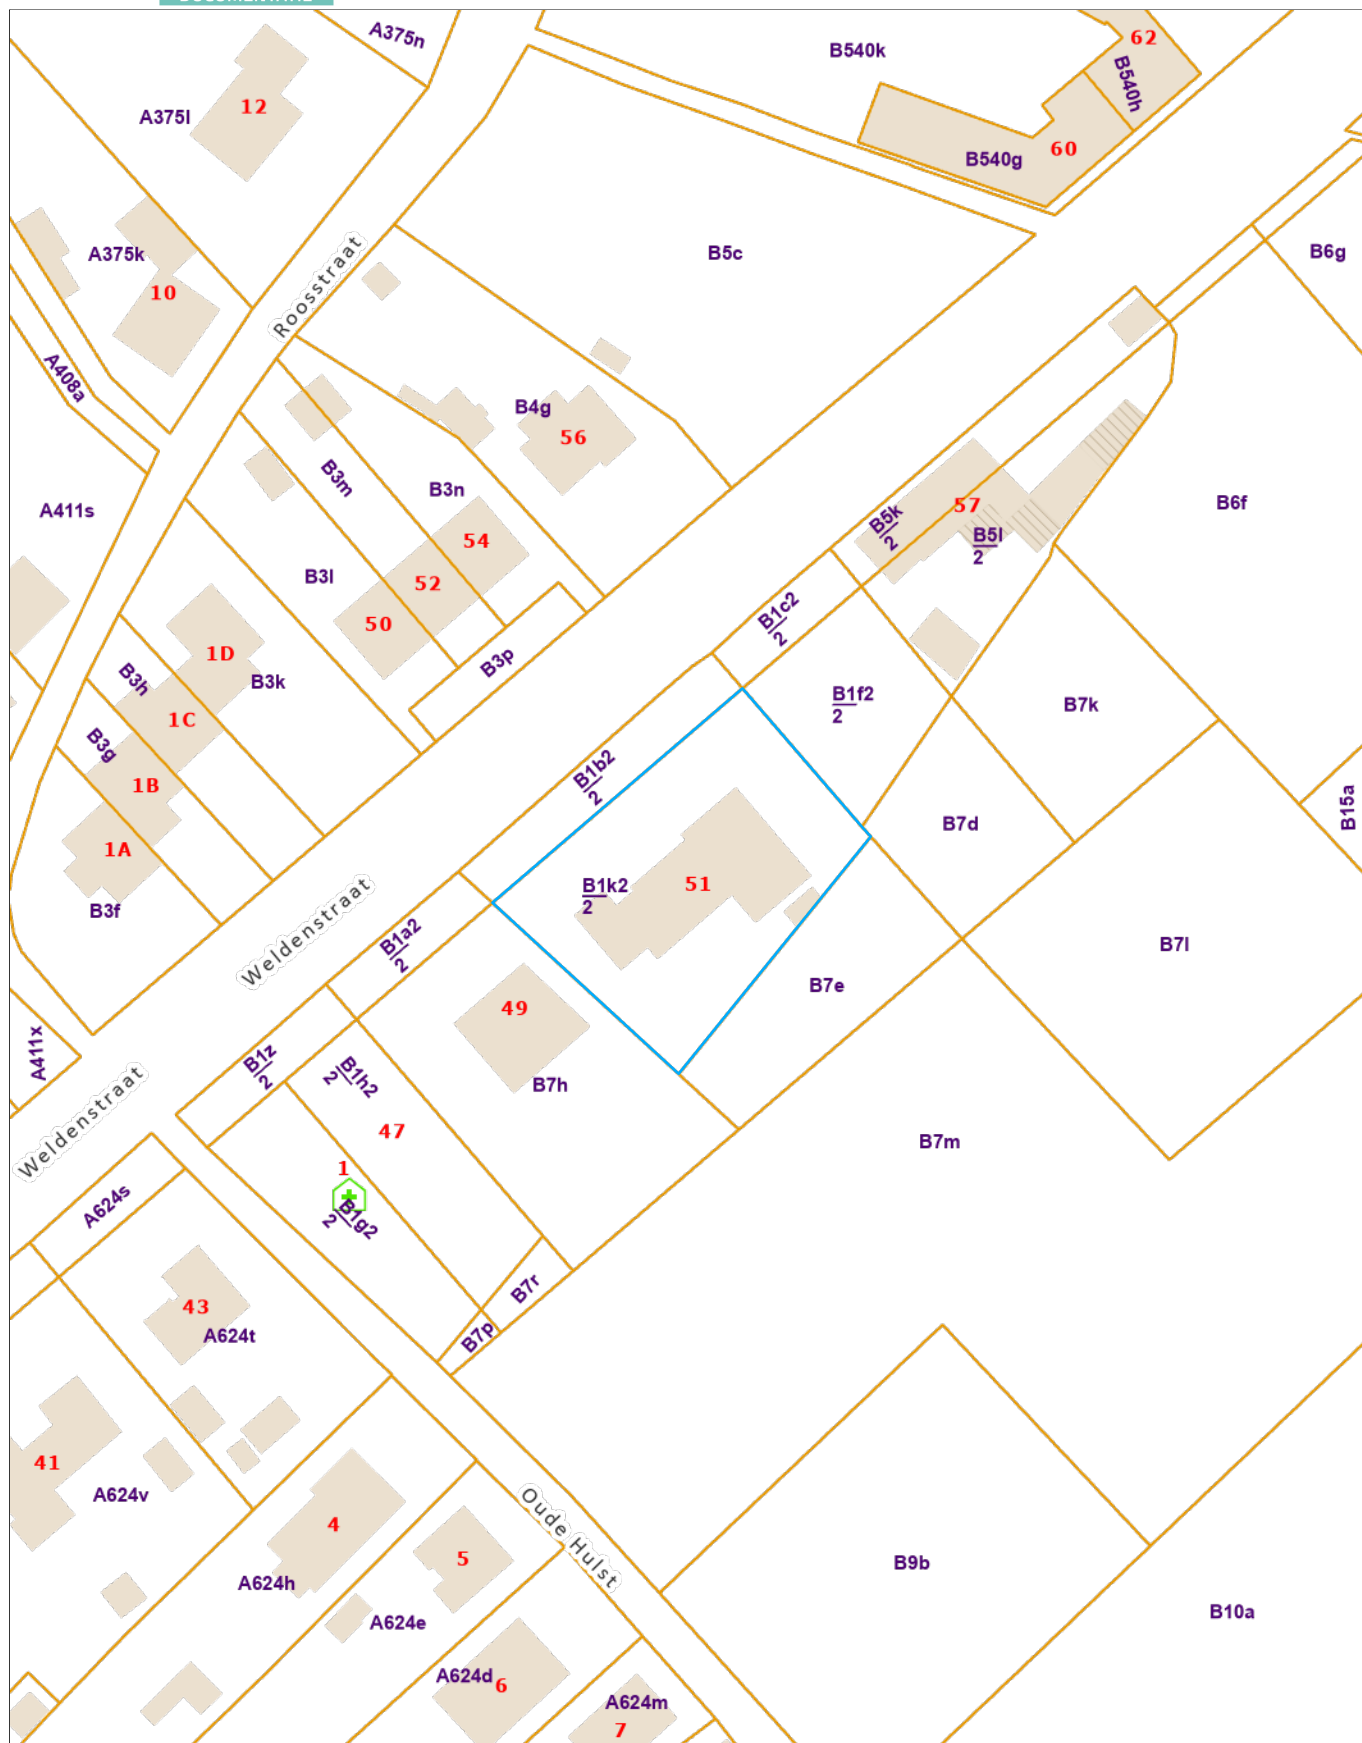 A375n
B540k
62
B540h
12
A375l
60
B540g
A375k
10
Roosstraat
B5c
B6g
A408a
B4g
56
B3m
B3n
A411s
B6f
57
B5k
2
B5l
2
54
52
50
B3l
B1c2
2
B3p
1D
B3h
B3k
1C
B3g
1B
1A
B3f
B1f2
2
B7k
B1b2
2
B7d
B15a
51
B1k2
2
B7l
Weldenstraat
B1a2
2
B7e
49
A411x
B1z
2
B1h2
2
B7h
Weldenstraat
47
B7m
1
B1g2
2
A624s
B7r
43
A624t
B7p
41
A624v
4
Oude Hulst
5
B9b
A624h
A624e
B10a
A624d
6
A624m
7